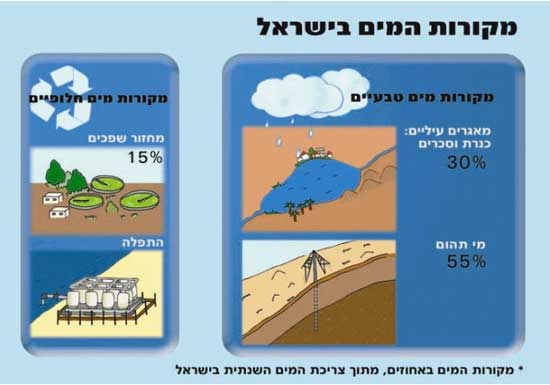 מקורות המים בישראל
מקורות מים טבעיים
מאגרים עיליים:
כנרת וסכרים
30%
מי תהום
55%
מקורות מים חלופיים
מחזור שפכים
15%
התפלה
* מקורות המים באחוזים, מתוך צריכת המים השנתית בישראל